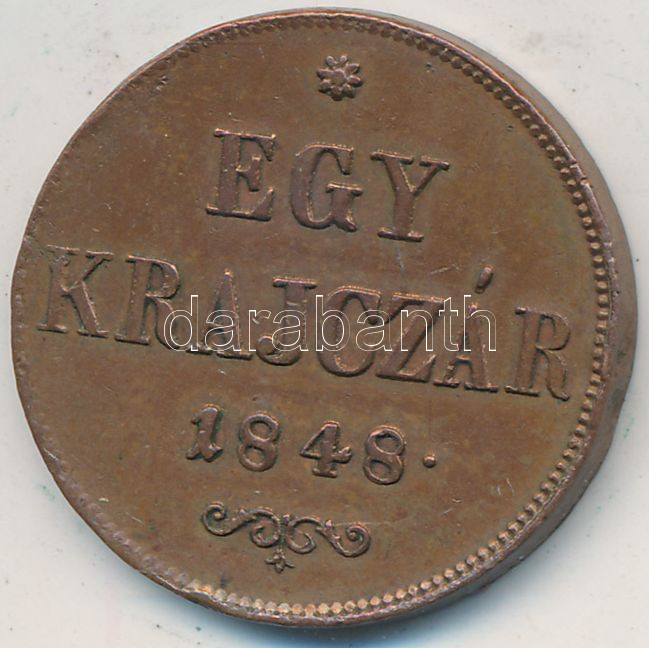 EGY
KRAJCZÁR
darabanth
1848.